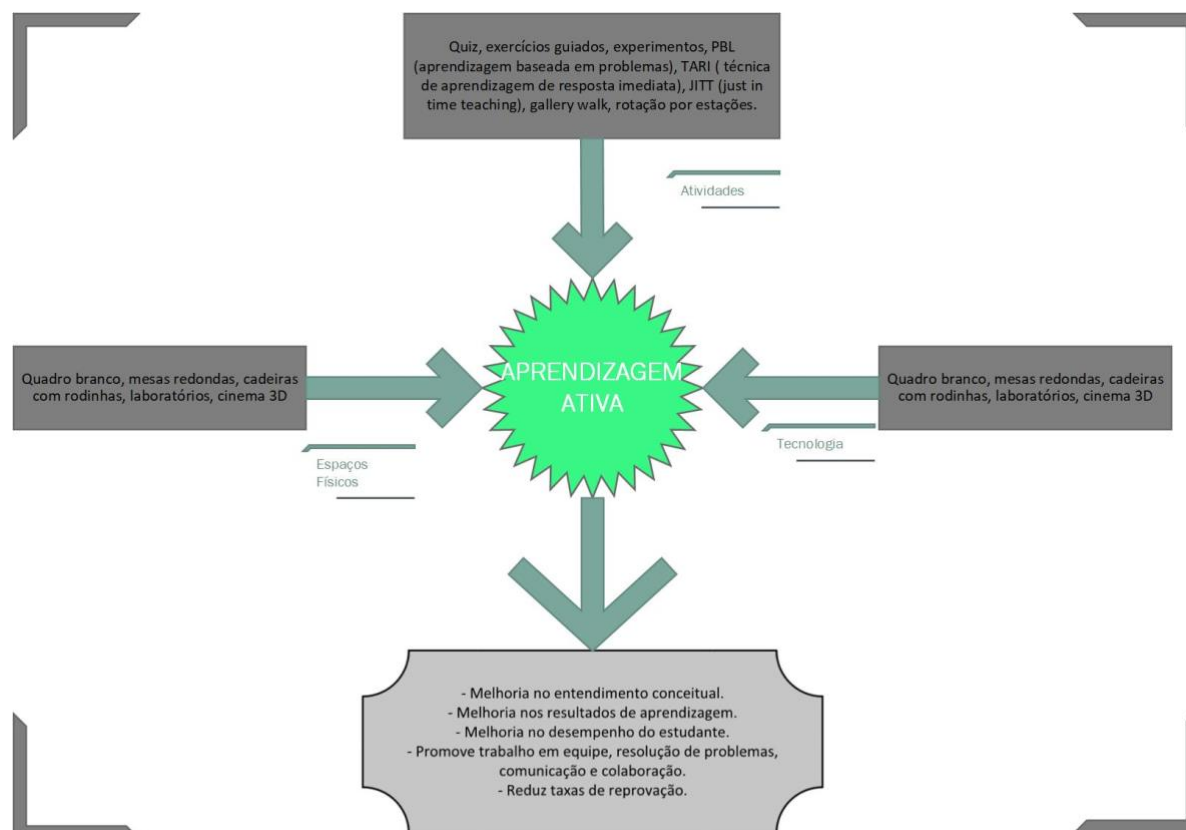 Quiz, exercícios guiados, experimentos, PBL
(aprendizagem baseada em problemas), TARI ( técnica
de aprendizagem de resposta imediata), JITT (just in
time teaching), gallery walk, rotação por estações.
Atividades
APRENDIZAGEM
ATIVA
Quadro branco, mesas redondas, cadeiras
com rodinhas, laboratórios, cinema 3D
Espaços
Físicos
Quadro branco, mesas redondas, cadeiras
com rodinhas, laboratórios, cinema 3D
Tecnologia
- Melhoria no entendimento conceitual.
- Melhoria nos resultados de aprendizagem.
- Melhoria no desempenho do estudante.
- Promove trabalho em equipe, resolução de problemas,
comunicação e colaboração.
- Reduz taxas de reprovação.